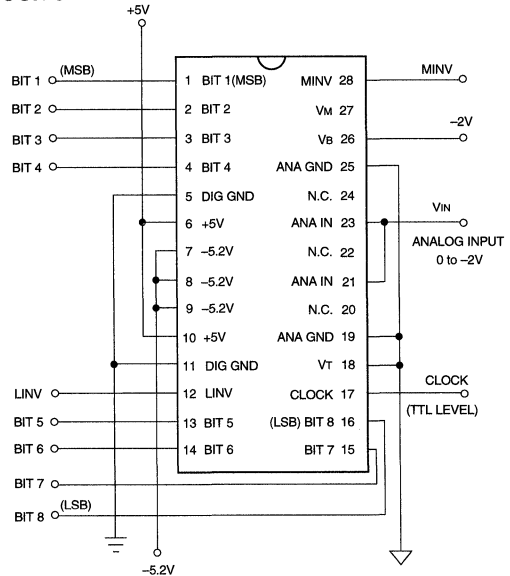 +5V
BIT 1 (MSB)
BIT 2
BIT 3
BIT 4
LINV
BIT 5
BIT 6
BIT 7
BIT 8 (LSB)
1 BIT 1(MSB)
2 BIT 2
3 BIT 3
4 BIT 4
5 DIG GND
6 +5V
7 –5.2V
8 –5.2V
9 –5.2V
10 +5V
11 DIG GND
12 LINV
13 BIT 5
14 BIT 6
MINV 28
VM 27
VB 26
ANA GND 25
N.C. 24
ANA IN 23
N.C. 22
ANA IN 21
N.C. 20
ANA GND 19
VT 18
CLOCK 17
(LSB) BIT 8 16
BIT 7 15
MINV
–2V
VIN
ANALOG INPUT
0 to –2V
CLOCK
(TTL LEVEL)
–5.2V